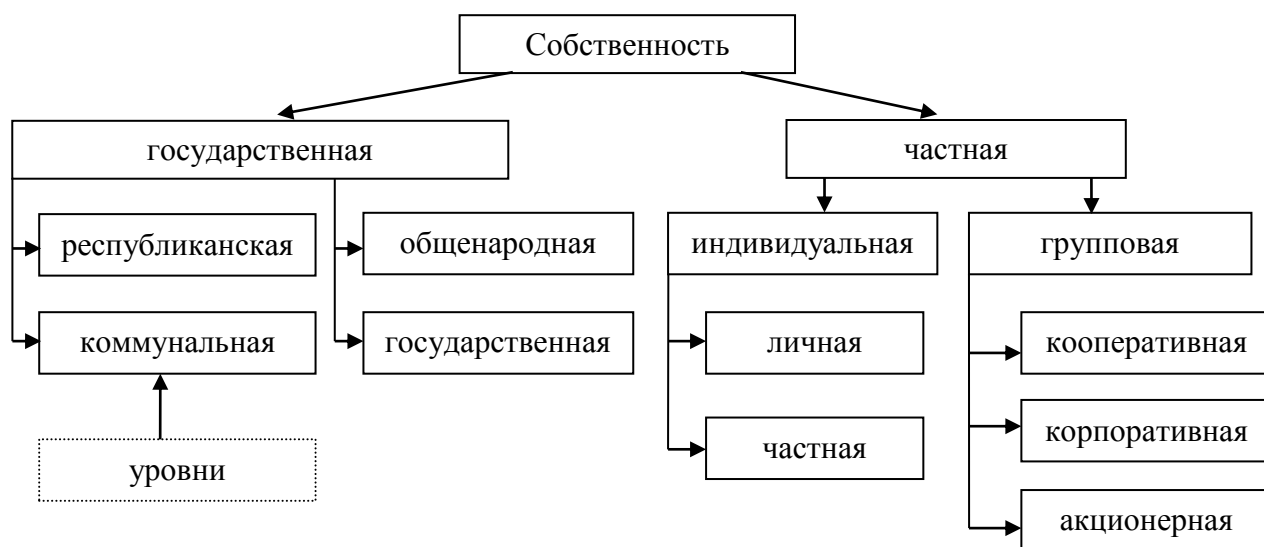 Собственность
государственная
частная
республиканская
общенародная
индивидуальная
групповая
коммунальная
государственная
личная
кооперативная
частная
корпоративная
уровни
акционерная